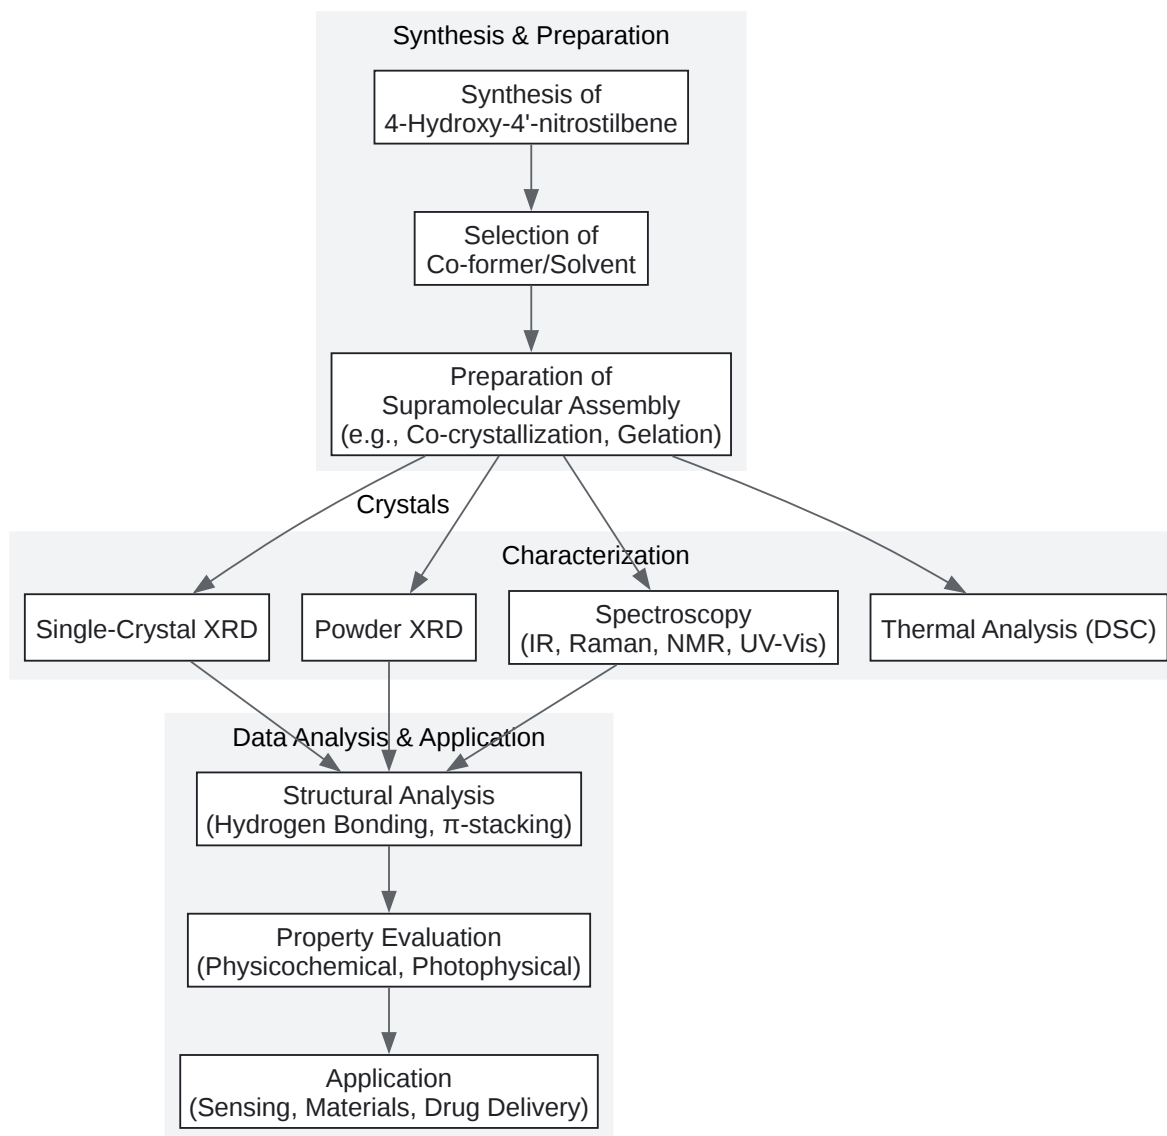 Synthesis & Preparation
Synthesis of
4-Hydroxy-4'-nitrostilbene
Selection of
Co-former/Solvent
Preparation of
Supramolecular Assembly
(e.g., Co-crystallization, Gelation)
Crystals
Characterization
Single-Crystal XRD
Powder XRD
Spectroscopy
(IR, Raman, NMR, UV-Vis)
Thermal Analysis (DSC)
Data Analysis & Application
Structural Analysis
(Hydrogen Bonding, π-stacking)
Property Evaluation
(Physicochemical, Photophysical)
Application
(Sensing, Materials, Drug Delivery)